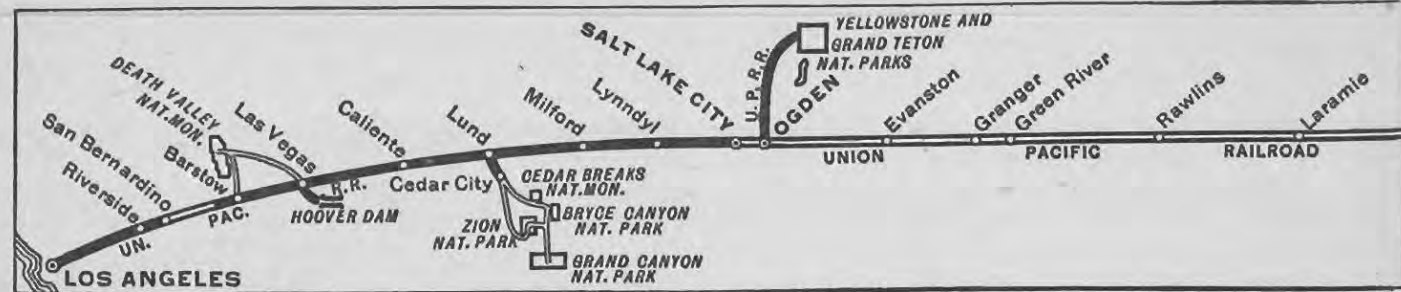 YELLOWSTONE AND
GRAND TETON
NAT. PARKS
SALT LAKE CITY
U.P.R.R.
OGDEN
Evanston
Granger
Green River
Rawlins
Laramie
DEATH VALLEY
NAT. MON.
Las Vegas
Caliente
Lund
Milford
Lynndyl
San Bernardino
Barstow
Riverside
UNION
PACIFIC
RAILROAD
R.R.
Cedar City
CEDAR BREAKS
NAT. MON.
UN.
PAC.
HOOVER DAM
ZION
NAT. PARK
BRYCE CANYON
NAT. PARK
GRAND CANYON
NAT. PARK
LOS ANGELES